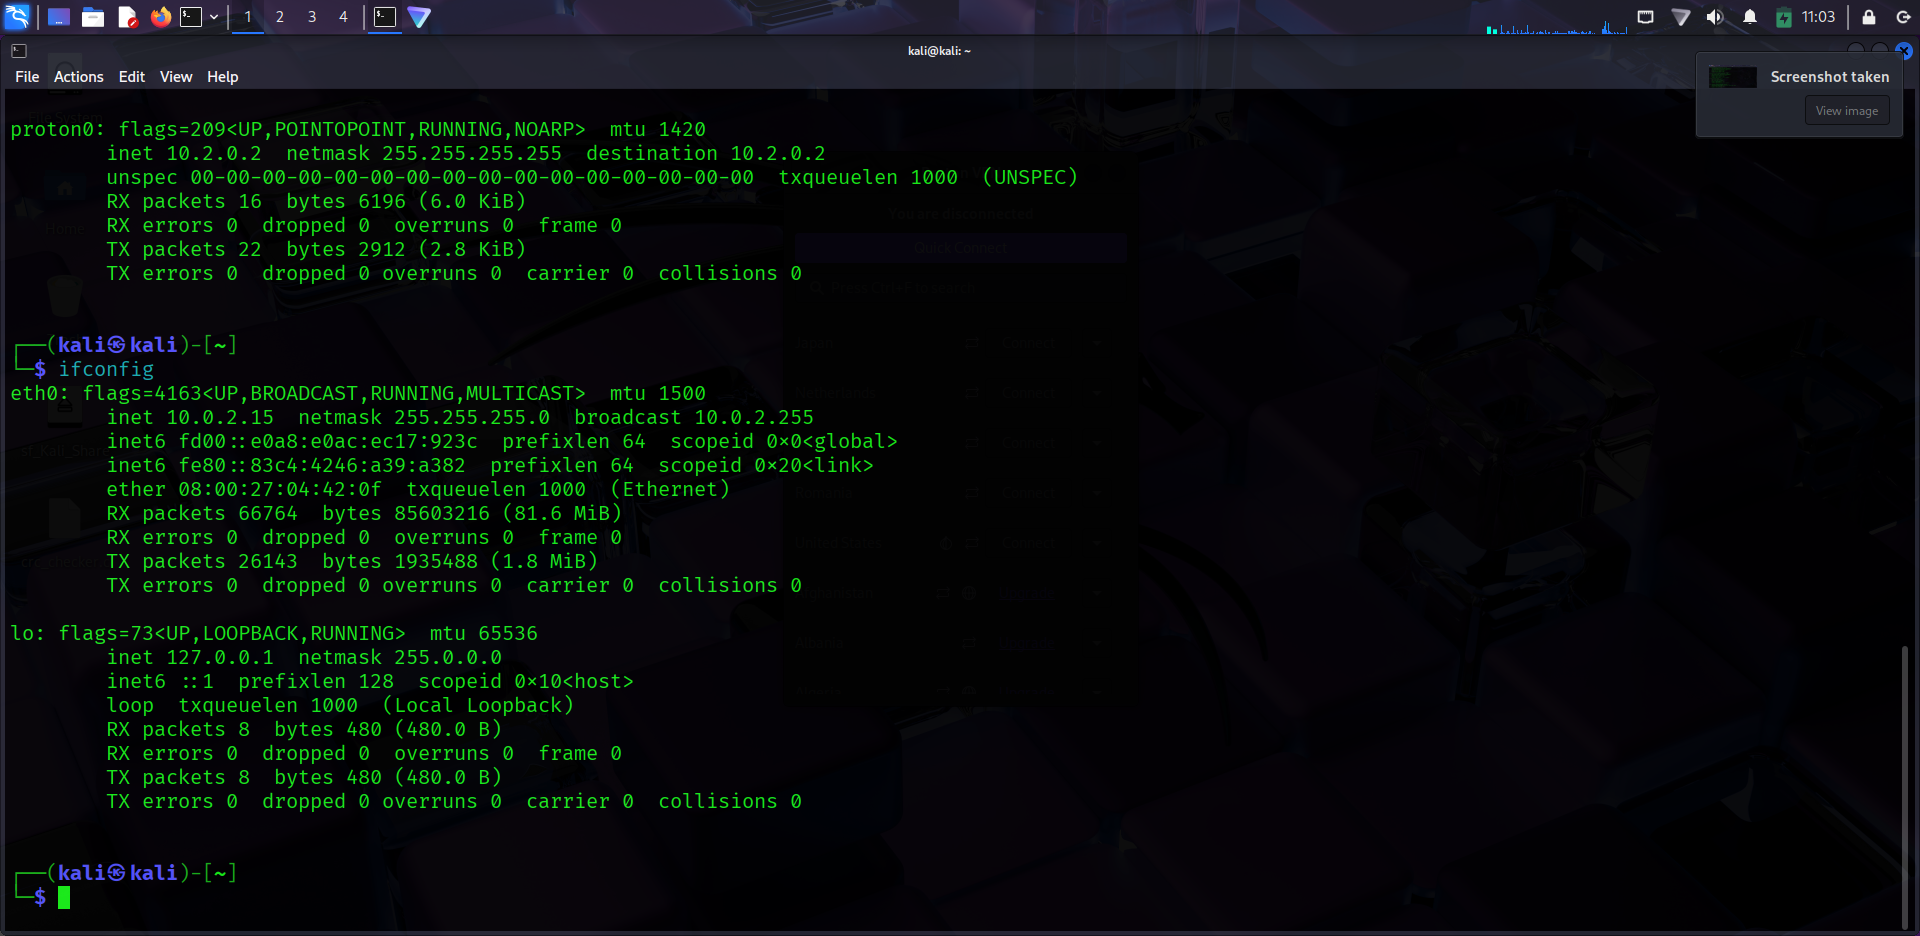 1 2 3 4
11:03
kali@kali: ~
File Actions Edit View Help
Screenshot taken
View image
proton0: flags=209<UP,POINTOPOINT,RUNNING,NOARP>  mtu 1420
inet 10.2.0.2  netmask 255.255.255.255  destination 10.2.0.2
unspec 00-00-00-00-00-00-00-00-00-00-00-00-00-00-00-00  txqueuelen 1000  (UNSPEC)
RX packets 16  bytes 6196 (6.0 KiB)
RX errors 0  dropped 0  overruns 0  frame 0
TX packets 22  bytes 2912 (2.8 KiB)
TX errors 0  dropped 0 overruns 0  carrier 0  collisions 0
You are disconnected
Quick Connect
Home
┌──(kali㉿kali)-[~]
└─$ ifconfig
eth0: flags=4163<UP,BROADCAST,RUNNING,MULTICAST>  mtu 1500
inet 10.0.2.15  netmask 255.255.255.0  broadcast 10.0.2.255
inet6 fd00::e0a8:e0ac:ec17:923c  prefixlen 64  scopeid 0×0<global>
inet6 fe80::83c4:4246:a39:a382  prefixlen 64  scopeid 0×20<link>
ether 08:00:27:04:42:0f  txqueuelen 1000  (Ethernet)
RX packets 66764  bytes 85603216 (81.6 MiB)
RX errors 0  dropped 0  overruns 0  frame 0
TX packets 26143  bytes 1935488 (1.8 MiB)
TX errors 0  dropped 0 overruns 0  carrier 0  collisions 0
lo: flags=73<UP,LOOPBACK,RUNNING>  mtu 65536
inet 127.0.0.1  netmask 255.0.0.0
inet6 ::1  prefixlen 128  scopeid 0×10<host>
loop  txqueuelen 1000  (Local Loopback)
RX packets 8  bytes 480 (480.0 B)
RX errors 0  dropped 0  overruns 0  frame 0
TX packets 8  bytes 480 (480.0 B)
TX errors 0  dropped 0 overruns 0  carrier 0  collisions 0
┌──(kali㉿kali)-[~]
└─$